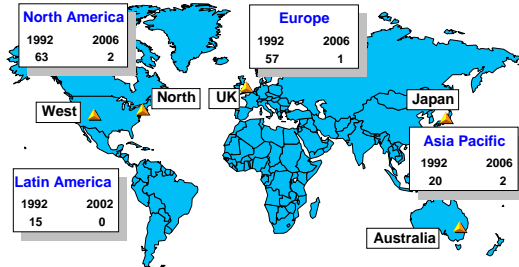 North America
1992 2006
63 2
Europe
1992 2006
57 1
West
North
UK
Japan
Asia Pacific
1992 2006
20 2
Latin America
1992 2002
15 0
Australia